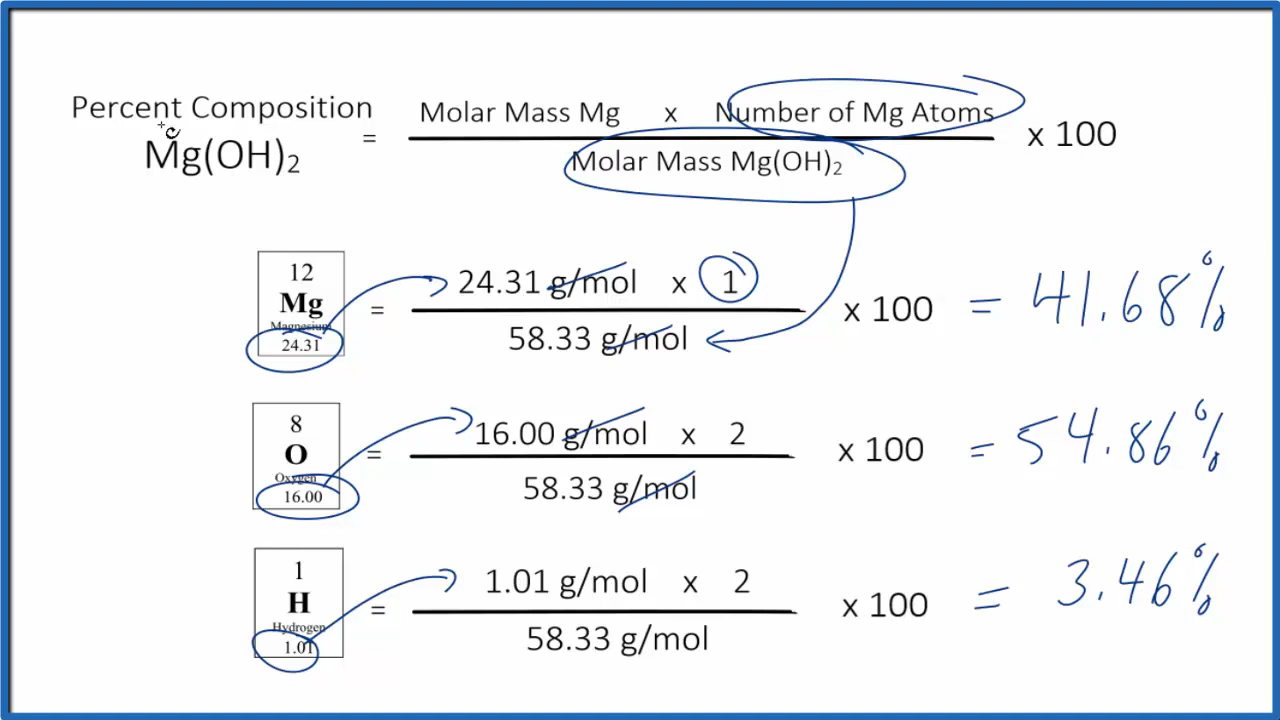 Percent Composition
Mg(OH)₂ =
Molar Mass Mg x Number of Mg Atoms
Molar Mass Mg(OH)₂
x 100
12
Mg
Magnesium
24.31
=
24.31 g/mol x 1
58.33 g/mol
x 100 = 41.68%
8
O
Oxygen
16.00
=
16.00 g/mol x 2
58.33 g/mol
x 100 = 54.86%
1
H
Hydrogen
1.01
=
1.01 g/mol x 2
58.33 g/mol
x 100 = 3.46%